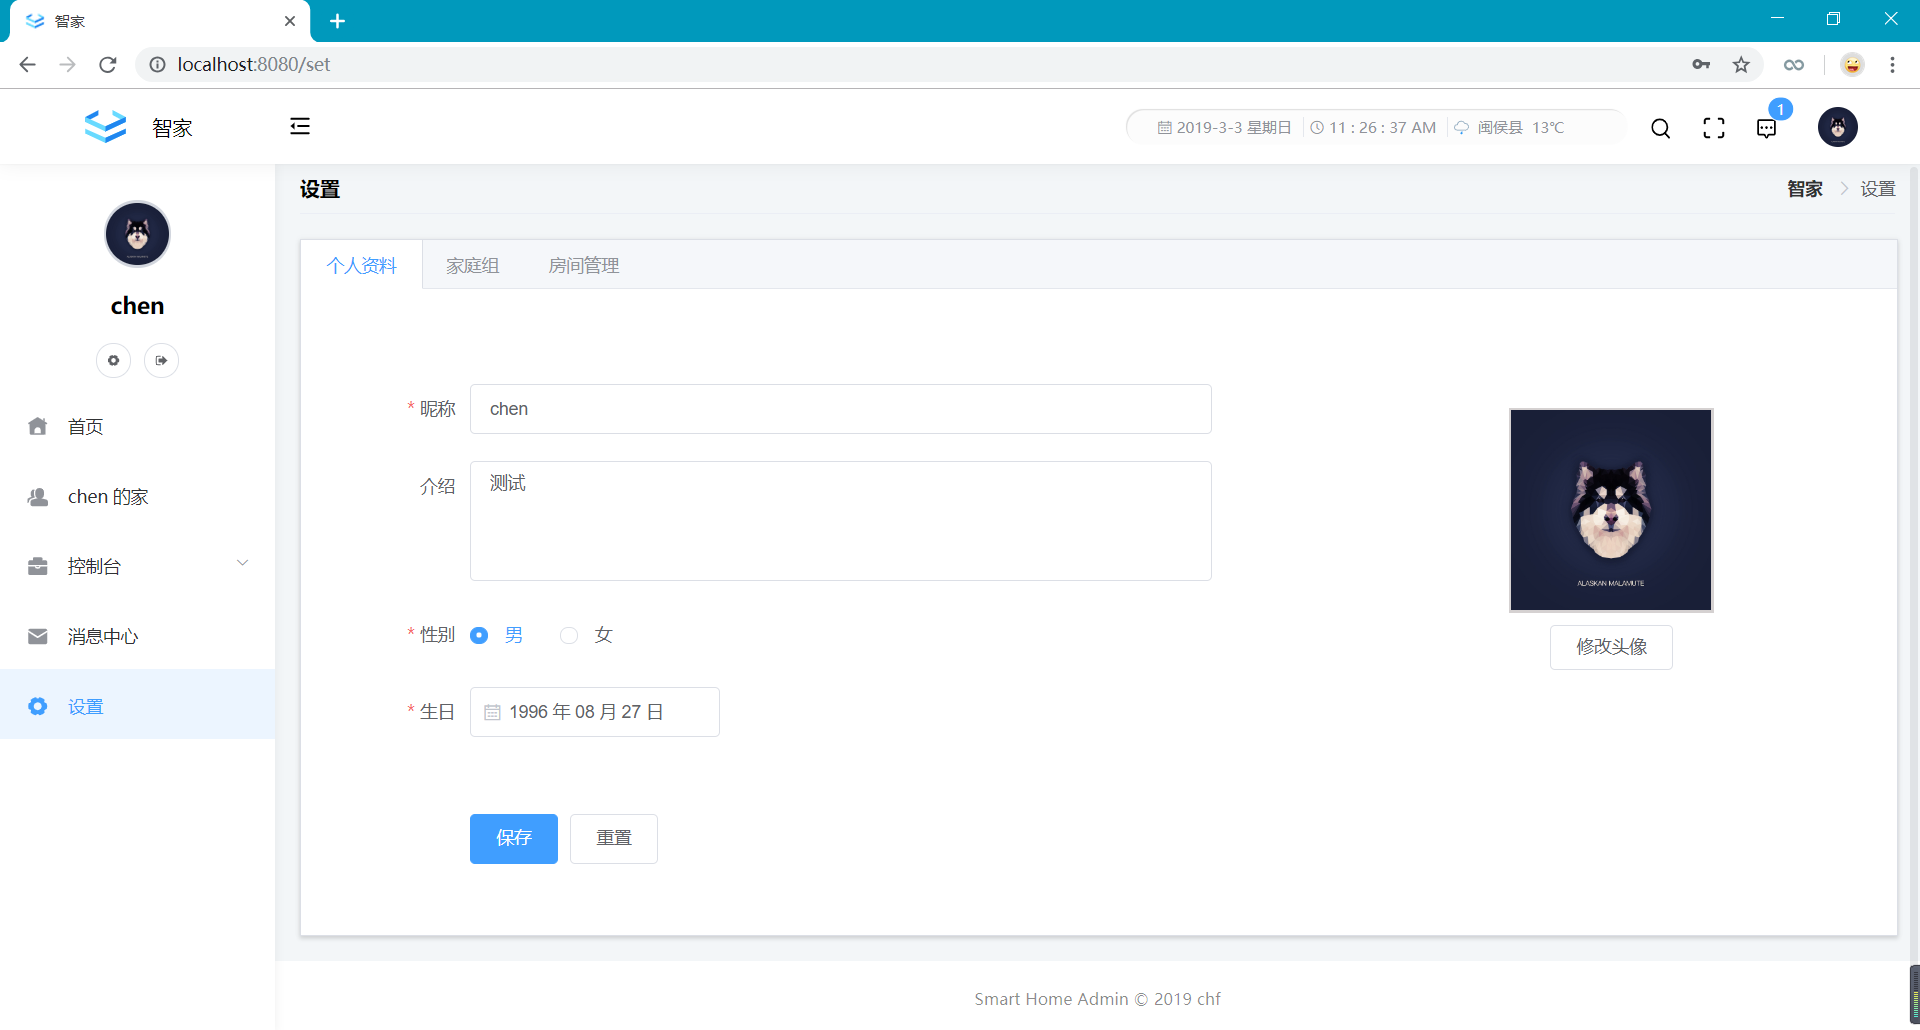 智家
localhost:8080/set
智家
2019-3-3 星期日 11 : 26 : 37 AM 闽侯县 13℃
1
设置
智家 > 设置
chen
首页
chen 的家
控制台
消息中心
设置
个人资料 家庭组 房间管理
* 昵称 chen
介绍 测试
* 性别 男 女
* 生日 1996 年 08 月 27 日
保存 重置
ALASKAN MALAMUTE
修改头像
Smart Home Admin © 2019 chf